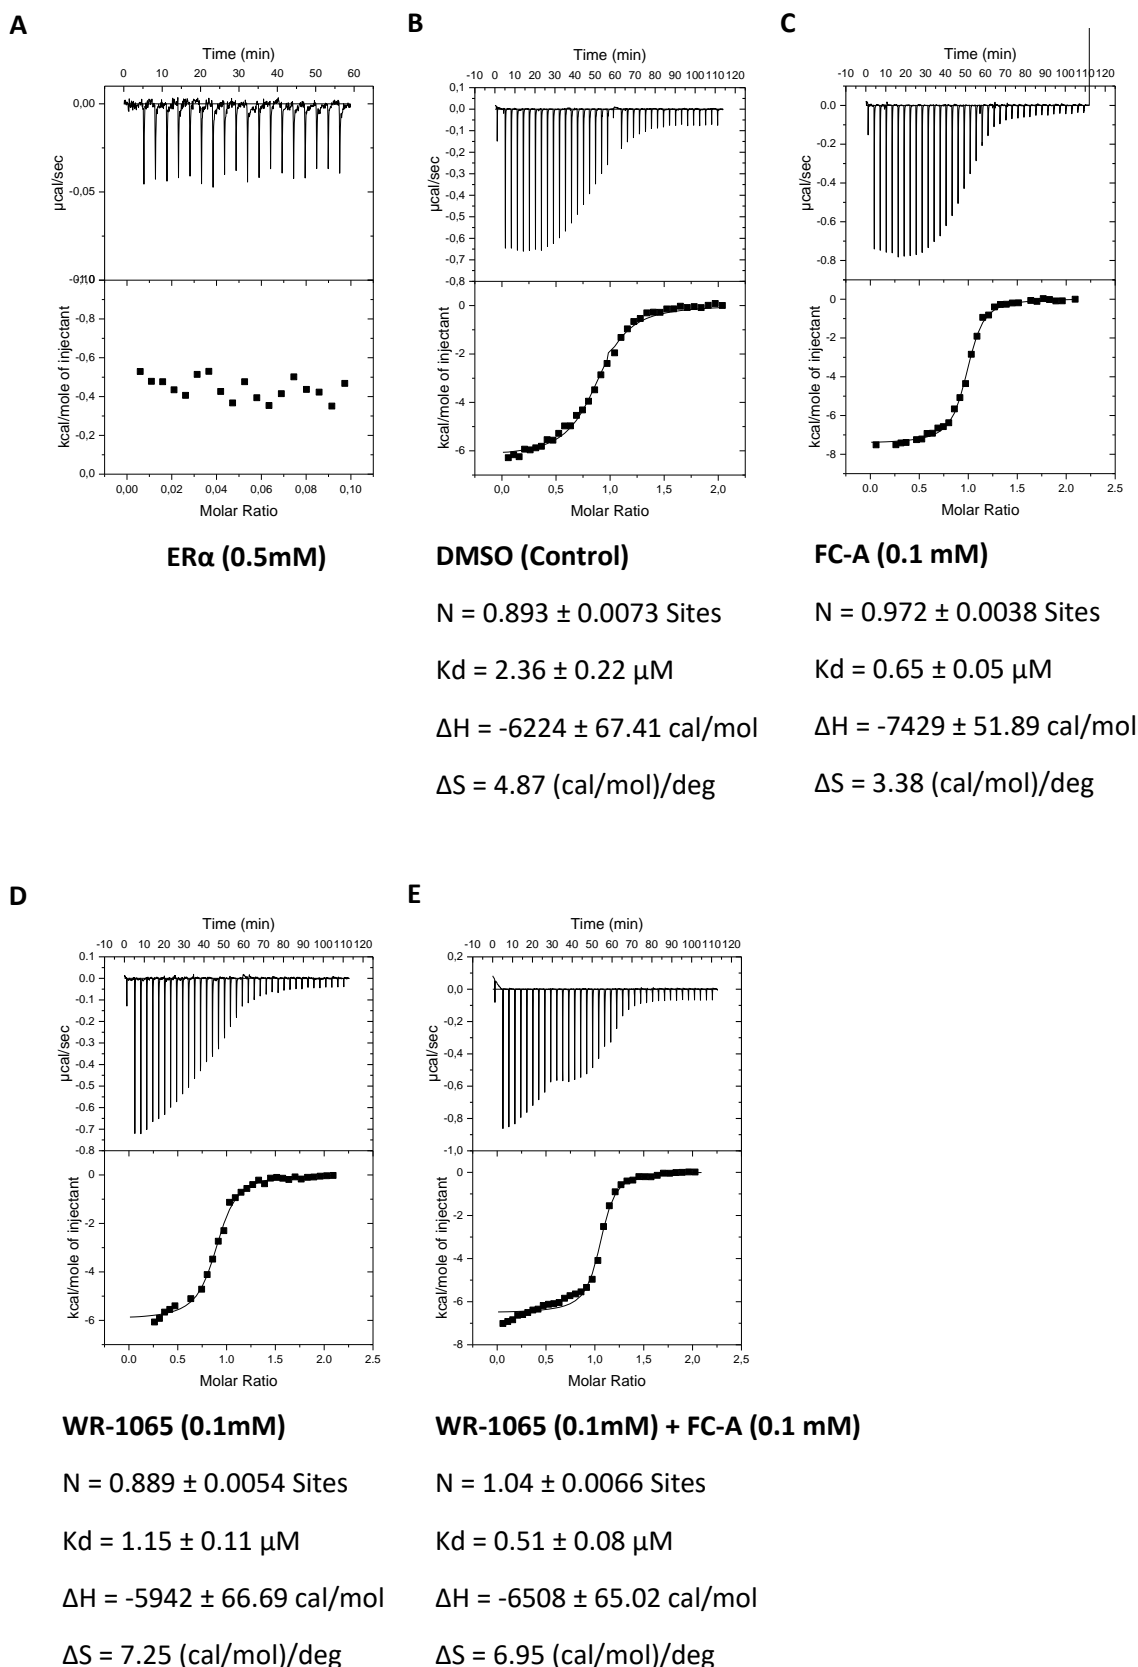 A
B
C
Time (min)
0 10 20 30 40 50 60
0,00
-0,05
-0,10
µcal/sec
-1,0
-0,8
-0,6
-0,4
-0,2
0,0
kcal/mole of injectant
0,00 0,02 0,04 0,06 0,08 0,10
Molar Ratio
Time (min)
-10 0 10 20 30 40 50 60 70 80 90 100 110 120
0,1
0,0
-0,1
-0,2
-0,3
-0,4
-0,5
-0,6
-0,7
-0,8
µcal/sec
0
-2
-4
-6
kcal/mole of injectant
0,0 0,5 1,0 1,5 2,0
Molar Ratio
Time (min)
-10 0 10 20 30 40 50 60 70 80 90 100 110 120
0.0
-0.2
-0.4
-0.6
-0.8
µcal/sec
0
-2
-4
-6
-8
kcal/mole of injectant
0.0 0.5 1.0 1.5 2.0 2.5
Molar Ratio
ERα (0.5mM)
DMSO (Control)
N = 0.893 ± 0.0073 Sites
Kd = 2.36 ± 0.22 µM
ΔH = -6224 ± 67.41 cal/mol
ΔS = 4.87 (cal/mol)/deg
FC-A (0.1 mM)
N = 0.972 ± 0.0038 Sites
Kd = 0.65 ± 0.05 µM
ΔH = -7429 ± 51.89 cal/mol
ΔS = 3.38 (cal/mol)/deg
D
E
Time (min)
-10 0 10 20 30 40 50 60 70 80 90 100 110 120
0.1
0.0
-0.1
-0.2
-0.3
-0.4
-0.5
-0.6
-0.7
-0.8
µcal/sec
0
-2
-4
-6
kcal/mole of injectant
0.0 0.5 1.0 1.5 2.0 2.5
Molar Ratio
Time (min)
-10 0 10 20 30 40 50 60 70 80 90 100 110 120
0,2
0,0
-0,2
-0,4
-0,6
-0,8
-1,0
µcal/sec
0
-2
-4
-6
-8
kcal/mole of injectant
0,0 0,5 1,0 1,5 2,0 2,5
Molar Ratio
WR-1065 (0.1mM)
N = 0.889 ± 0.0054 Sites
Kd = 1.15 ± 0.11 µM
ΔH = -5942 ± 66.69 cal/mol
ΔS = 7.25 (cal/mol)/deg
WR-1065 (0.1mM) + FC-A (0.1 mM)
N = 1.04 ± 0.0066 Sites
Kd = 0.51 ± 0.08 µM
ΔH = -6508 ± 65.02 cal/mol
ΔS = 6.95 (cal/mol)/deg